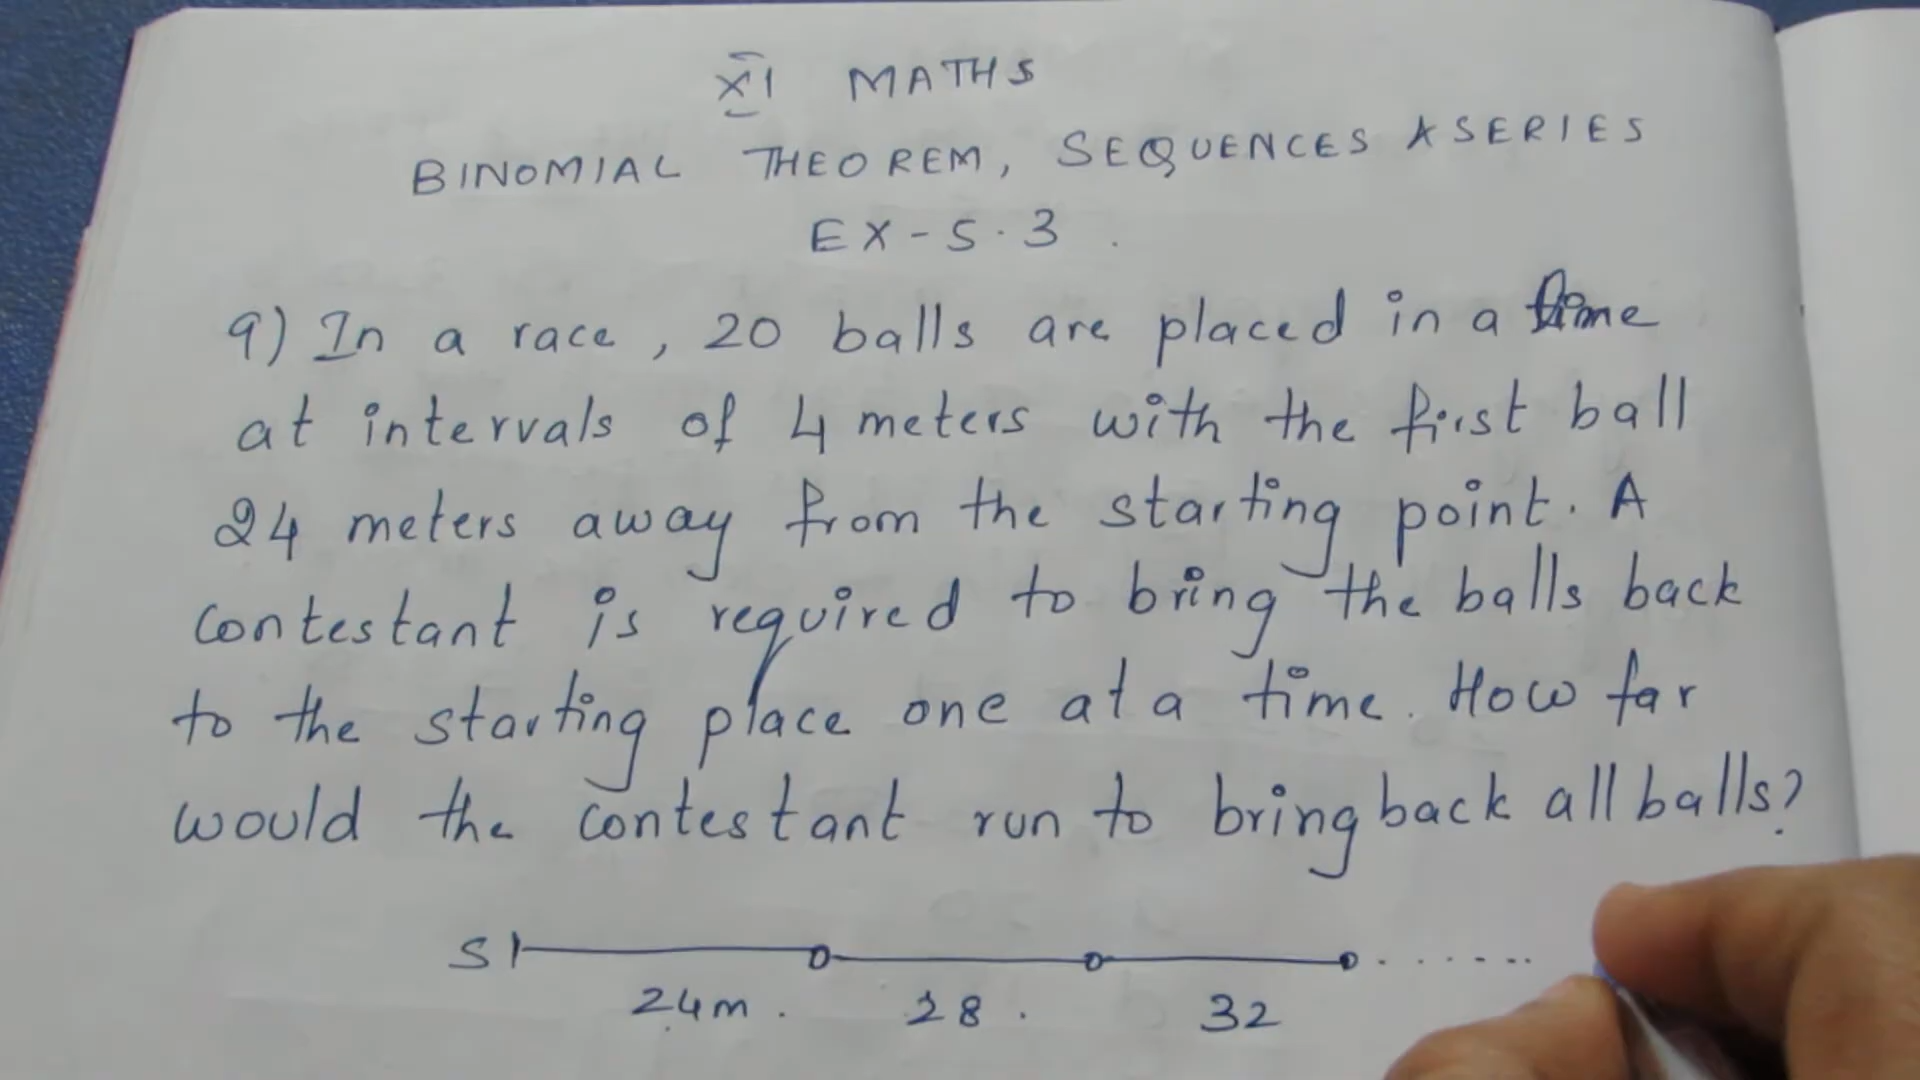 XI MATHS
BINOMIAL THEOREM, SEQUENCES & SERIES
EX-5.3.
9) In a race, 20 balls are placed in a line
at intervals of 4 meters with the first ball
24 meters away from the starting point. A
contestant is required to bring the balls back
to the starting place one at a time. How far
would the contestant run to bring back all balls?
S
24m. 28. 32